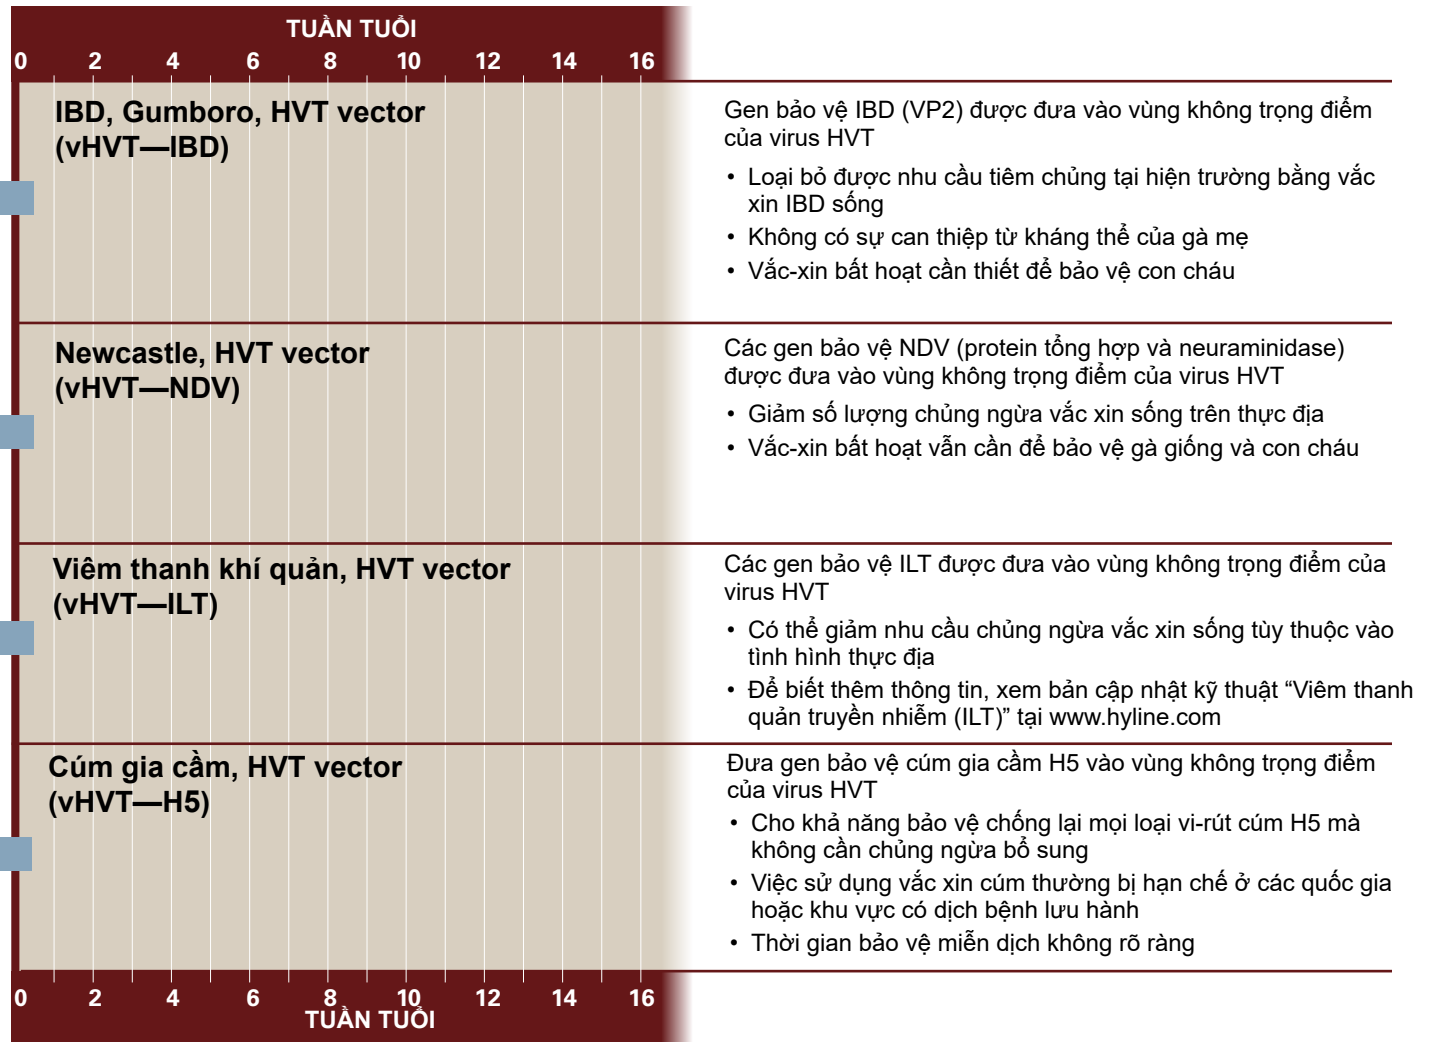 TUẦN TUỔI
0 2 4 6 8 10 12 14 16
IBD, Gumboro, HVT vector
(vHVT—IBD)
Gen bảo vệ IBD (VP2) được đưa vào vùng không trọng điểm
của virus HVT
• Loại bỏ được nhu cầu tiêm chủng tại hiện trường bằng vắc
xin IBD sống
• Không có sự can thiệp từ kháng thể của gà mẹ
• Vắc-xin bất hoạt cần thiết để bảo vệ con cháu
Newcastle, HVT vector
(vHVT—NDV)
Các gen bảo vệ NDV (protein tổng hợp và neuraminidase)
được đưa vào vùng không trọng điểm của virus HVT
• Giảm số lượng chủng ngừa vắc xin sống trên thực địa
• Vắc-xin bất hoạt vẫn cần để bảo vệ gà giống và con cháu
Viêm thanh khí quản, HVT vector
(vHVT—ILT)
Các gen bảo vệ ILT được đưa vào vùng không trọng điểm của
virus HVT
• Có thể giảm nhu cầu chủng ngừa vắc xin sống tùy thuộc vào
tình hình thực địa
• Để biết thêm thông tin, xem bản cập nhật kỹ thuật “Viêm thanh
quản truyền nhiễm (ILT)” tại www.hyline.com
Cúm gia cầm, HVT vector
(vHVT—H5)
Đưa gen bảo vệ cúm gia cầm H5 vào vùng không trọng điểm
của virus HVT
• Cho khả năng bảo vệ chống lại mọi loại vi-rút cúm H5 mà
không cần chủng ngừa bổ sung
• Việc sử dụng vắc xin cúm thường bị hạn chế ở các quốc gia
hoặc khu vực có dịch bệnh lưu hành
• Thời gian bảo vệ miễn dịch không rõ ràng
0 2 4 6 8 10 12 14 16
TUẦN TUỔI